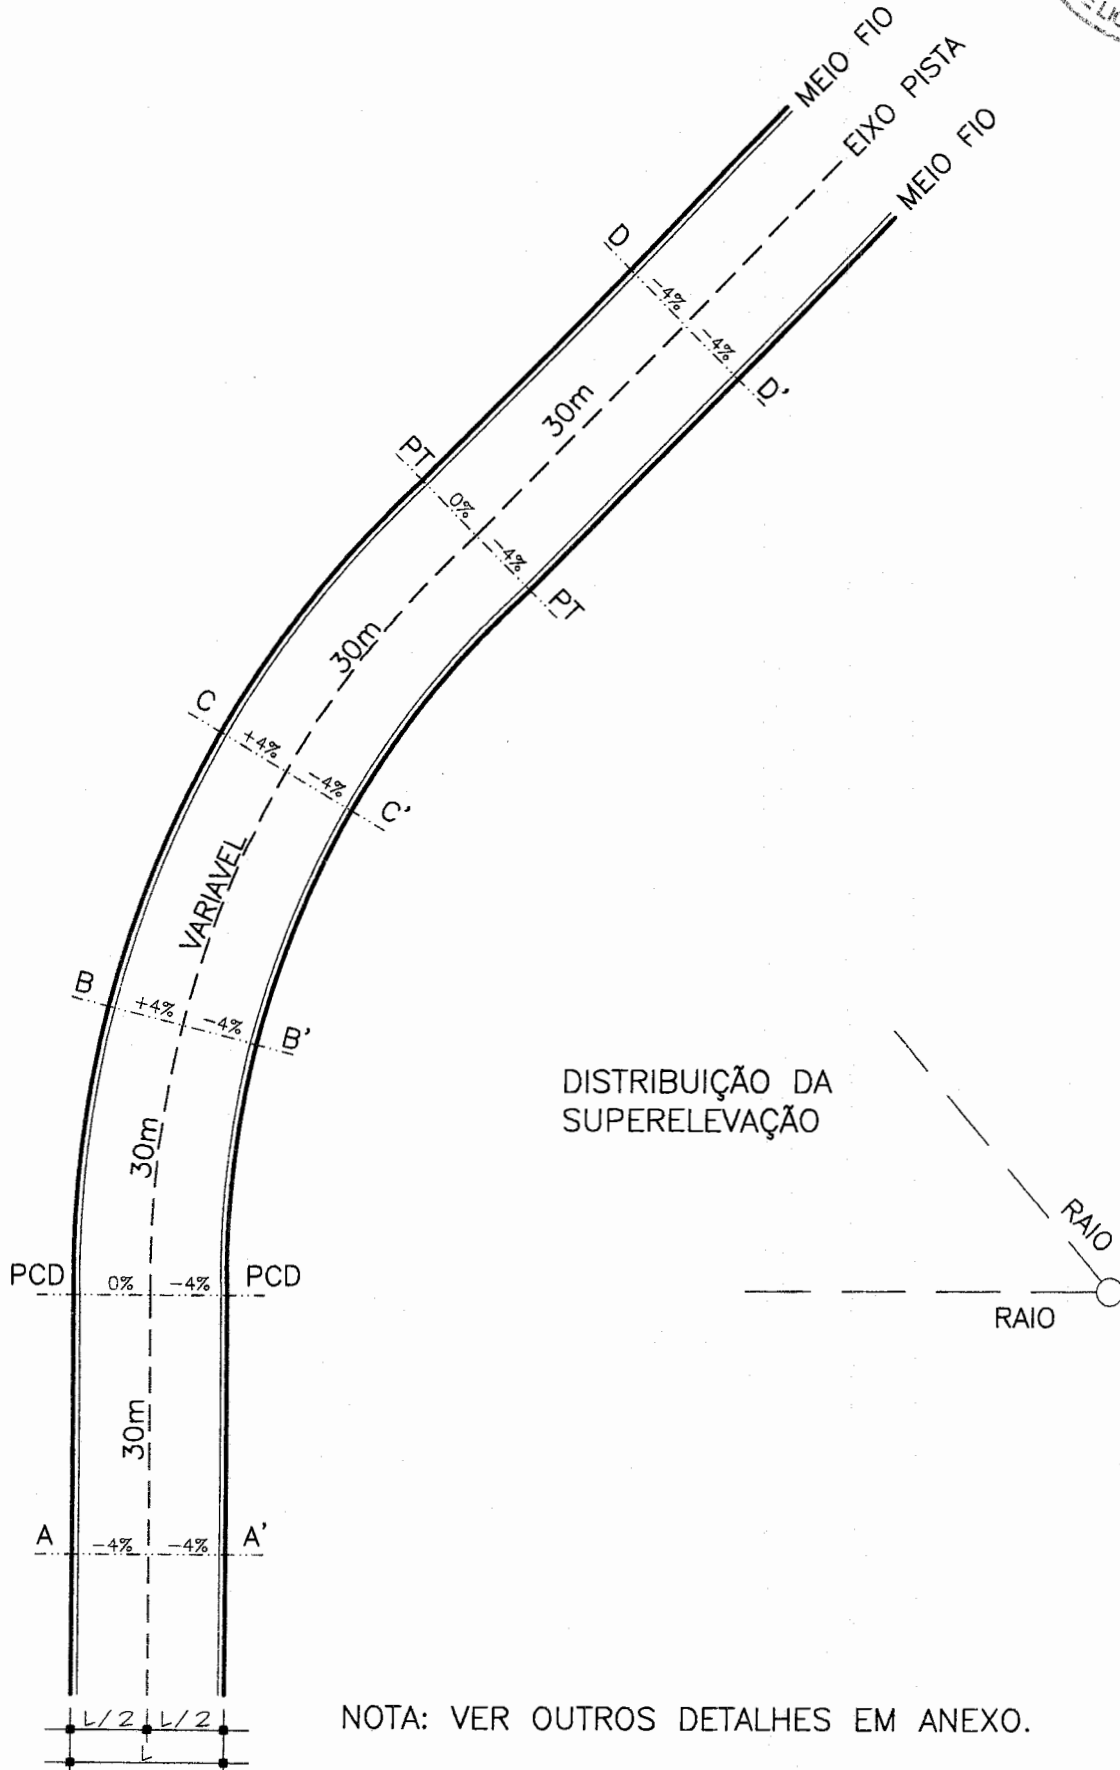 MEIO FIO
EIXO PISTA
MEIO FIO
D
-4%
-4%
D'
30m
PT
0%
-4%
PT
30m
C
+4%
-4%
C'
VARIAVEL
B
+4%
-4%
B'
DISTRIBUIÇÃO DA
SUPERELEVAÇÃO
30m
RAIO
PCD
0%
-4%
PCD
RAIO
30m
A
-4%
-4%
A'
L/2
L/2
L
NOTA: VER OUTROS DETALHES EM ANEXO.